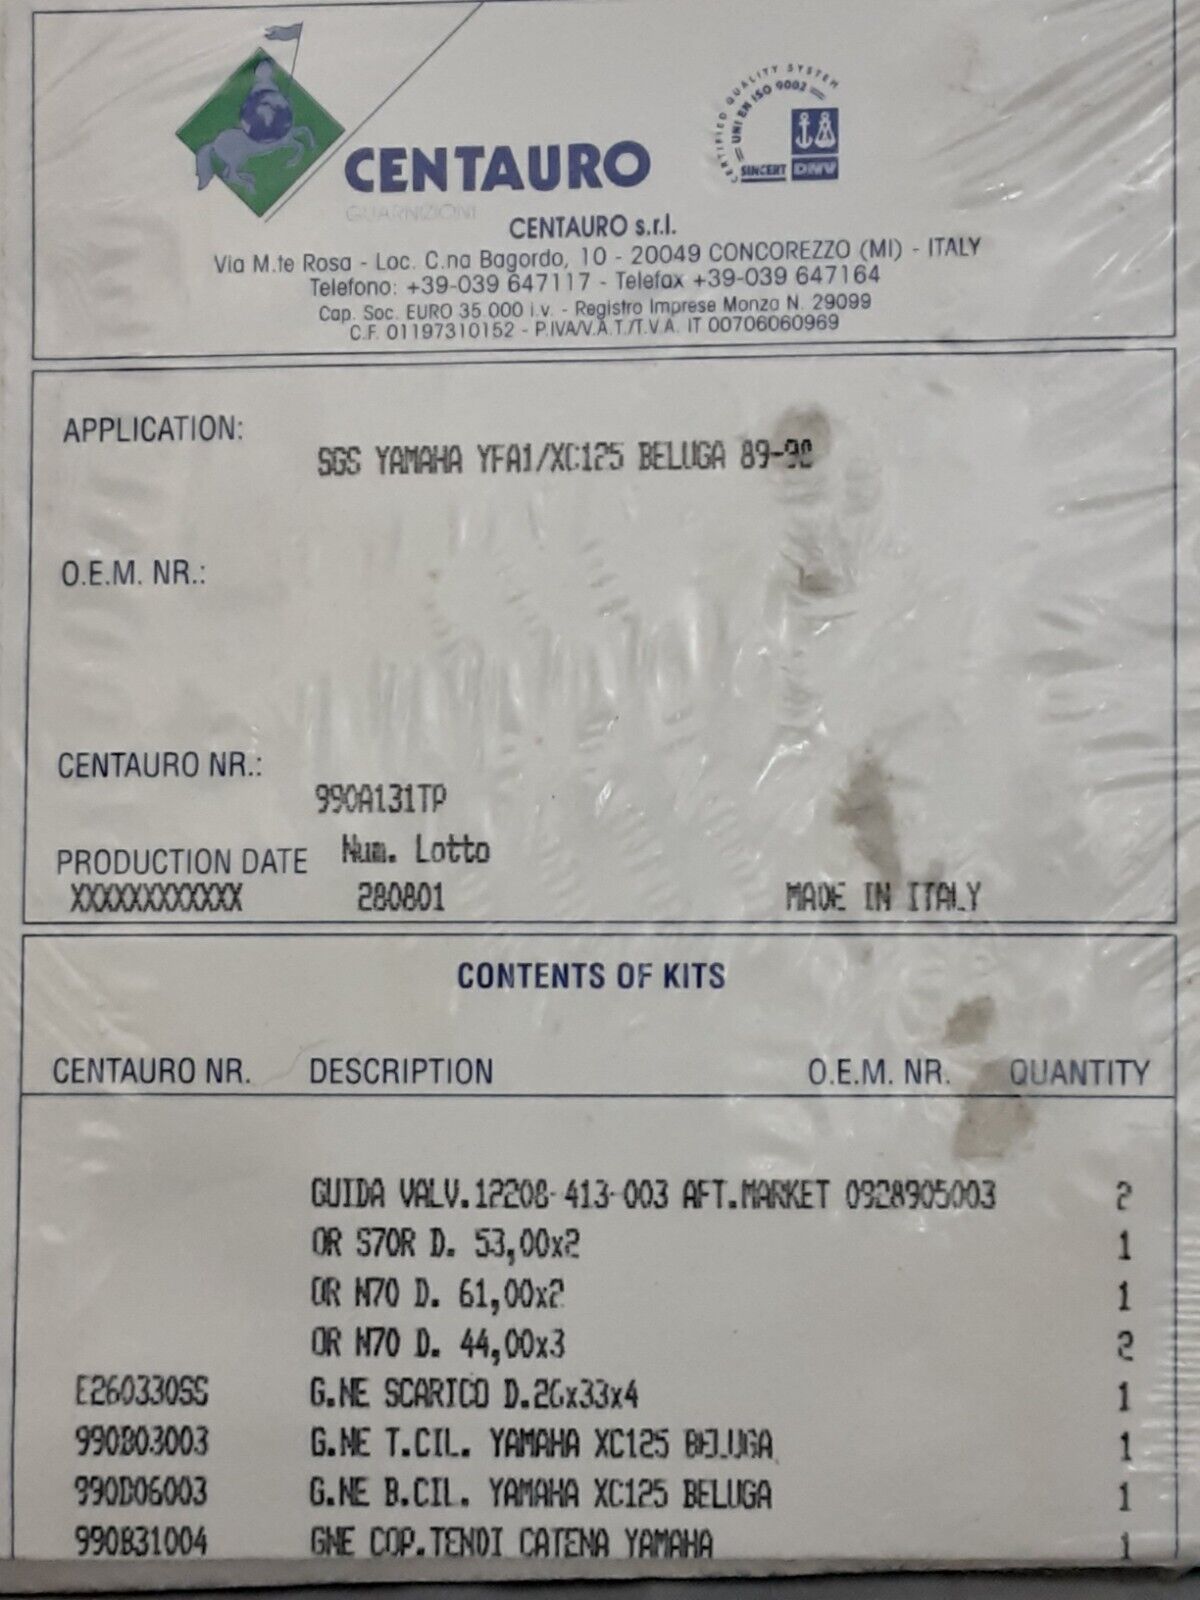 CENTAURO
GUARNIZIONI
CERTIFIED QUALITY SYSTEM
UNI EN ISO 9002
SINCERT DNV
CENTAURO s.r.l.
Via M.te Rosa - Loc. C.na Bagordo, 10 - 20049 CONCOREZZO (MI) - ITALY
Telefono: +39-039 647117 - Telefax +39-039 647164
Cap. Soc. EURO 35.000 i.v. - Registro Imprese Monza N. 29099
C.F. 01197310152 - P.IVA/V.A.T./T.V.A. IT 00706060969
APPLICATION:
SGS YAMAHA YFA1/XC125 BELUGA 89-90
O.E.M. NR.:
CENTAURO NR.:
990A131TP
PRODUCTION DATE Num. Lotto
XXXXXXXXXXXX 280801 MADE IN ITALY
CONTENTS OF KITS
CENTAURO NR. DESCRIPTION O.E.M. NR. QUANTITY
GUIDA VALV.12208-413-003 AFT.MARKET 0928905003 2
OR S70R D. 53,00x2 1
OR N70 D. 61,00x2 1
OR N70 D. 44,00x3 2
E260330SS G.NE SCARICO D.26x33x4 1
990B03003 G.NE T.CIL. YAMAHA XC125 BELUGA 1
990D06003 G.NE B.CIL. YAMAHA XC125 BELUGA 1
990B31004 GNE COP.TENDI CATENA YAMAHA 1